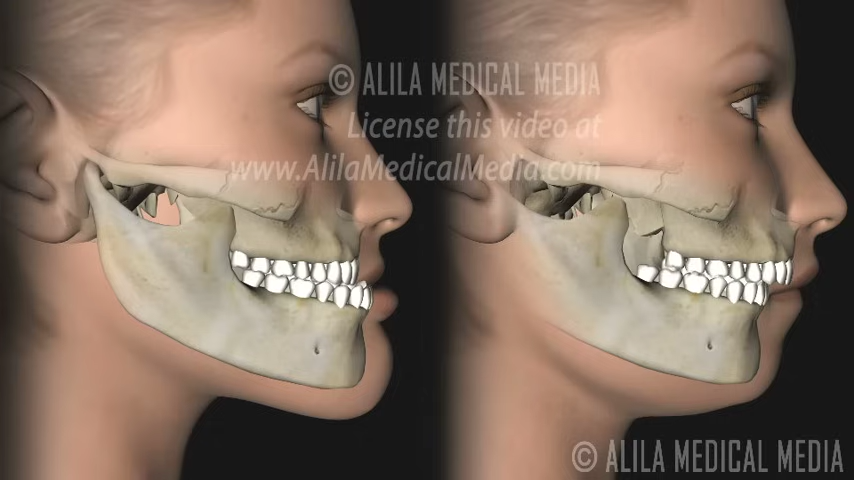 © ALILA MEDICAL MEDIA
License this video at
www.AlilaMedicalMedia.com
© ALILA MEDICAL MEDIA